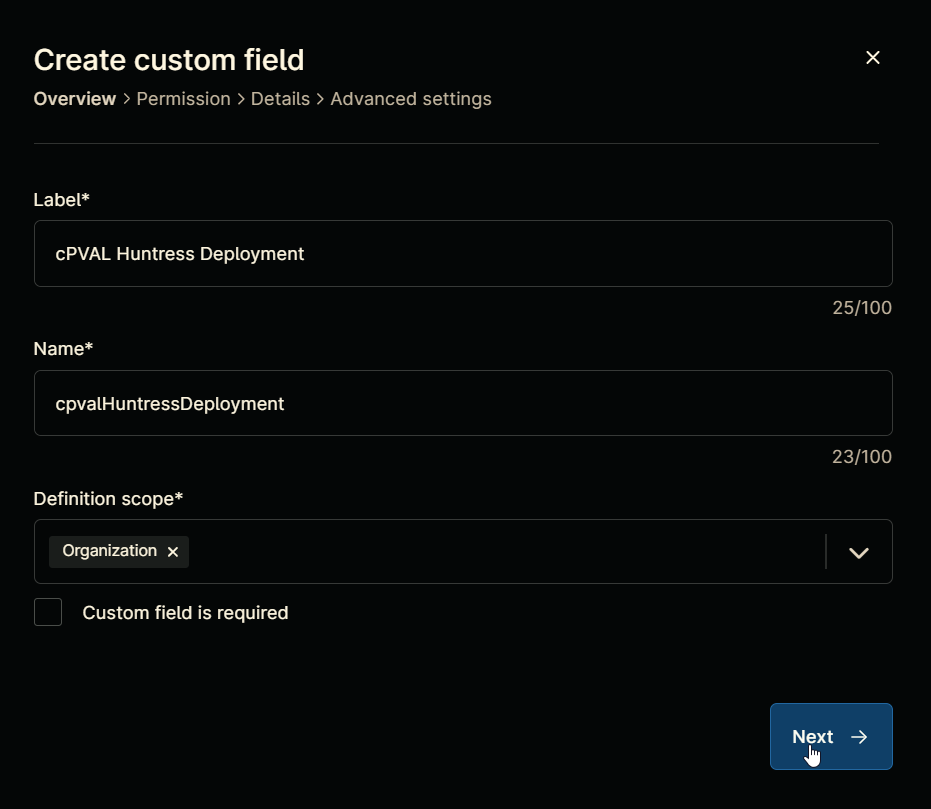 Create custom field
Overview > Permission > Details > Advanced settings
Label*
cPVAL Huntress Deployment
25/100
Name*
cpvalHuntressDeployment
23/100
Definition scope*
Organization
Custom field is required
Next